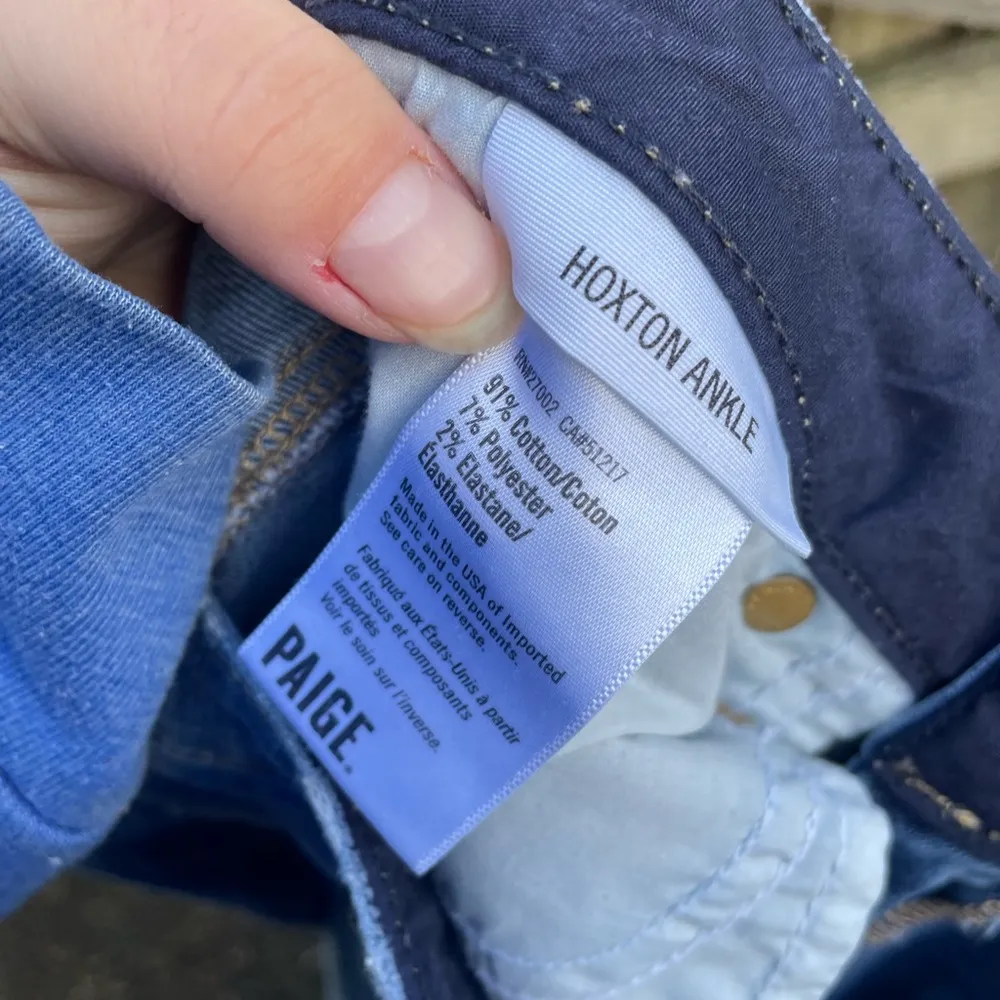 HOXTON ANKLE
RN#27002 CA#51217
91% Cotton/Coton
7% Polyester
2% Elastane/
Élasthanne
Made in the USA of Imported
fabric and components.
See care on reverse.
Fabriqué aux États-Unis à partir
de tissus et composants
importés
Voir le soin sur l'inverse.
PAIGE.